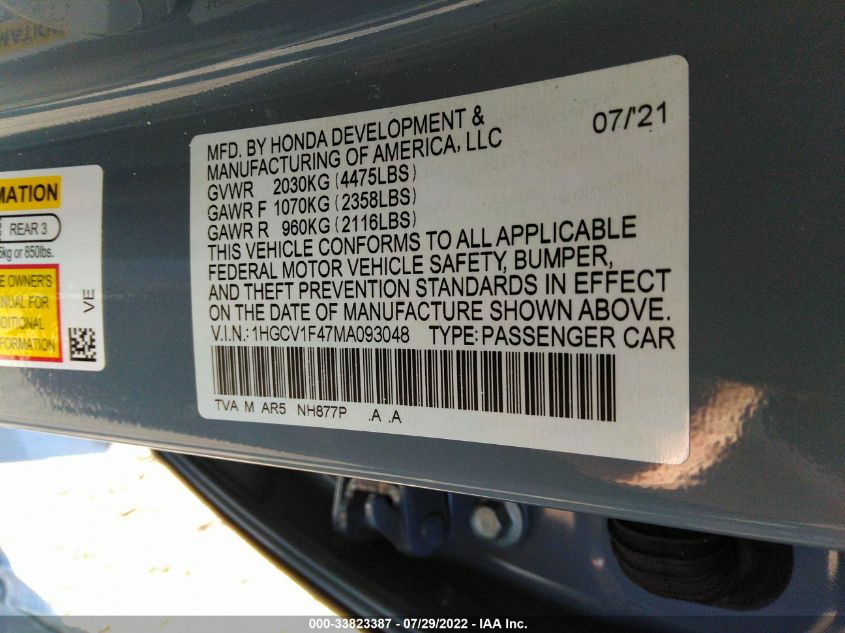 MATION
REAR 3
kg or 850lbs.
E OWNER'S
NUAL FOR
DITIONAL
FORMATION
VE
07/'21
MFD. BY HONDA DEVELOPMENT &
MANUFACTURING OF AMERICA, LLC
GVWR 2030KG (4475LBS)
GAWR F 1070KG (2358LBS)
GAWR R 960KG (2116LBS)
THIS VEHICLE CONFORMS TO ALL APPLICABLE
FEDERAL MOTOR VEHICLE SAFETY, BUMPER,
AND THEFT PREVENTION STANDARDS IN EFFECT
ON THE DATE OF MANUFACTURE SHOWN ABOVE.
V.I.N.: 1HGCV1F47MA093048 TYPE: PASSENGER CAR
TVA M AR5 NH877P .A .A
000-33823387 - 07/29/2022 - IAA Inc.